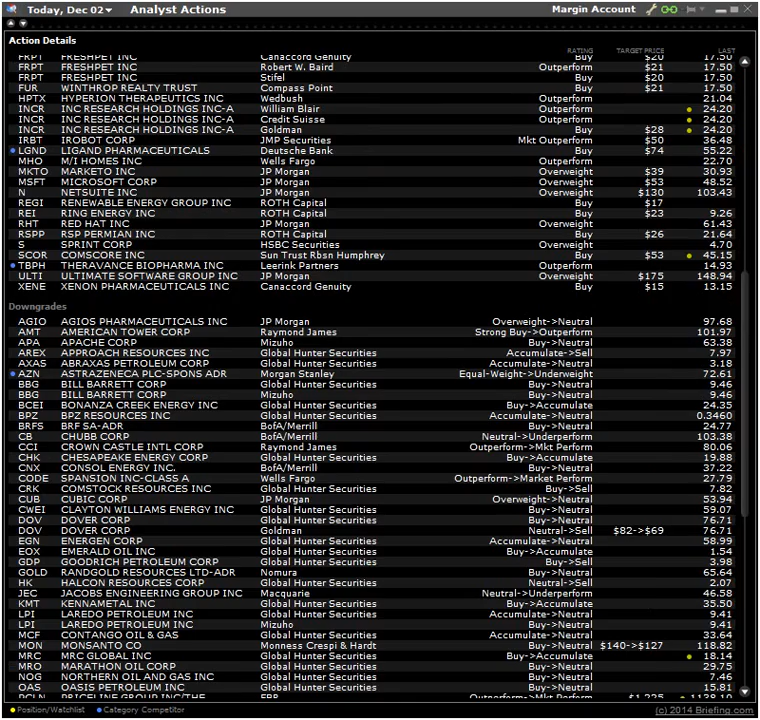 Today, Dec 02 Analyst Actions Margin Account
Action Details
RATING TARGET PRICE LAST
FRPT FRESHPET INC Canaccord Genuity Buy $20 17.50
FRPT FRESHPET INC Robert W. Baird Outperform $21 17.50
FRPT FRESHPET INC Stifel Buy $20 17.50
FUR WINTHROP REALTY TRUST Compass Point Buy $21 17.50
HPTX HYPERION THERAPEUTICS INC Wedbush Outperform 21.04
INCR INC RESEARCH HOLDINGS INC-A William Blair Outperform 24.20
INCR INC RESEARCH HOLDINGS INC-A Credit Suisse Outperform 24.20
INCR INC RESEARCH HOLDINGS INC-A Goldman Buy $28 24.20
IRBT IROBOT CORP JMP Securities Mkt Outperform $50 36.48
LGND LIGAND PHARMACEUTICALS Deutsche Bank Buy $74 55.22
MHO M/I HOMES INC Wells Fargo Outperform 22.70
MKTO MARKETO INC JP Morgan Overweight $39 30.93
MSFT MICROSOFT CORP JP Morgan Overweight $53 48.52
N NETSUITE INC JP Morgan Overweight $130 103.43
REGI RENEWABLE ENERGY GROUP INC ROTH Capital Buy $17
REI RING ENERGY INC ROTH Capital Buy $23 9.26
RHT RED HAT INC JP Morgan Overweight 61.43
RSPP RSP PERMIAN INC ROTH Capital Buy $26 21.64
S SPRINT CORP HSBC Securities Overweight 4.70
SCOR COMSCORE INC Sun Trust Rbsn Humphrey Buy $53 45.15
TBPH THERAVANCE BIOPHARMA INC Leerink Partners Outperform 14.93
ULTI ULTIMATE SOFTWARE GROUP INC JP Morgan Overweight $175 148.94
XENE XENON PHARMACEUTICALS INC Canaccord Genuity Buy $15 13.15
Downgrades
AGIO AGIOS PHARMACEUTICALS INC JP Morgan Overweight->Neutral 97.68
AMT AMERICAN TOWER CORP Raymond James Strong Buy->Outperform 101.97
APA APACHE CORP Mizuho Buy->Neutral 63.38
AREX APPROACH RESOURCES INC Global Hunter Securities Accumulate->Sell 7.97
AXAS ABRAXAS PETROLEUM CORP Global Hunter Securities Accumulate->Neutral 3.18
AZN ASTRAZENECA PLC-SPONS ADR Morgan Stanley Equal-Weight->Underweight 72.61
BBG BILL BARRETT CORP Global Hunter Securities Buy->Neutral 9.46
BBG BILL BARRETT CORP Mizuho Buy->Neutral 9.46
BCEI BONANZA CREEK ENERGY INC Global Hunter Securities Buy->Accumulate 24.35
BPZ BPZ RESOURCES INC Global Hunter Securities Accumulate->Neutral 0.3460
BRFS BRF SA-ADR BofA/Merrill Buy->Neutral 24.77
CB CHUBB CORP BofA/Merrill Neutral->Underperform 103.38
CCI CROWN CASTLE INTL CORP Raymond James Outperform->Mkt Perform 80.06
CHK CHESAPEAKE ENERGY CORP Global Hunter Securities Buy->Accumulate 19.88
CNX CONSOL ENERGY INC. BofA/Merrill Buy->Neutral 37.22
CODE SPANSION INC-CLASS A Wells Fargo Outperform->Market Perform 27.79
CRK COMSTOCK RESOURCES INC Global Hunter Securities Buy->Sell 7.82
CUB CUBIC CORP JP Morgan Overweight->Neutral 53.94
CWEI CLAYTON WILLIAMS ENERGY INC Global Hunter Securities Buy->Neutral 59.07
DOV DOVER CORP Global Hunter Securities Buy->Neutral 76.71
DOV DOVER CORP Goldman Neutral->Sell $82->$69 76.71
EGN ENERGEN CORP Global Hunter Securities Accumulate->Neutral 58.99
EOX EMERALD OIL INC Global Hunter Securities Buy->Accumulate 1.54
GDP GOODRICH PETROLEUM CORP Global Hunter Securities Buy->Sell 3.98
GOLD RANDGOLD RESOURCES LTD-ADR Nomura Buy->Neutral 65.64
HK HALCON RESOURCES CORP Global Hunter Securities Neutral->Sell 2.07
JEC JACOBS ENGINEERING GROUP INC Macquarie Neutral->Underperform 46.58
KMT KENNAMETAL INC Global Hunter Securities Buy->Accumulate 35.50
LPI LAREDO PETROLEUM INC Global Hunter Securities Accumulate->Neutral 9.41
LPI LAREDO PETROLEUM INC Mizuho Buy->Neutral 9.41
MCF CONTANGO OIL & GAS Global Hunter Securities Accumulate->Neutral 33.64
MON MONSANTO CO Monness Crespi & Hardt Buy->Neutral $140->$127 118.82
MRC MRC GLOBAL INC Global Hunter Securities Buy->Accumulate 18.14
MRO MARATHON OIL CORP Global Hunter Securities Buy->Neutral 29.75
NOG NORTHERN OIL AND GAS INC Global Hunter Securities Buy->Neutral 7.46
OAS OASIS PETROLEUM INC Global Hunter Securities Buy->Neutral 15.81
PCLN PRICELINE GROUP INC/THE FBR Outperform->Mkt Perform $1,225 1139.10
Position/Watchlist Category Competitor (c) 2014 Briefing.com